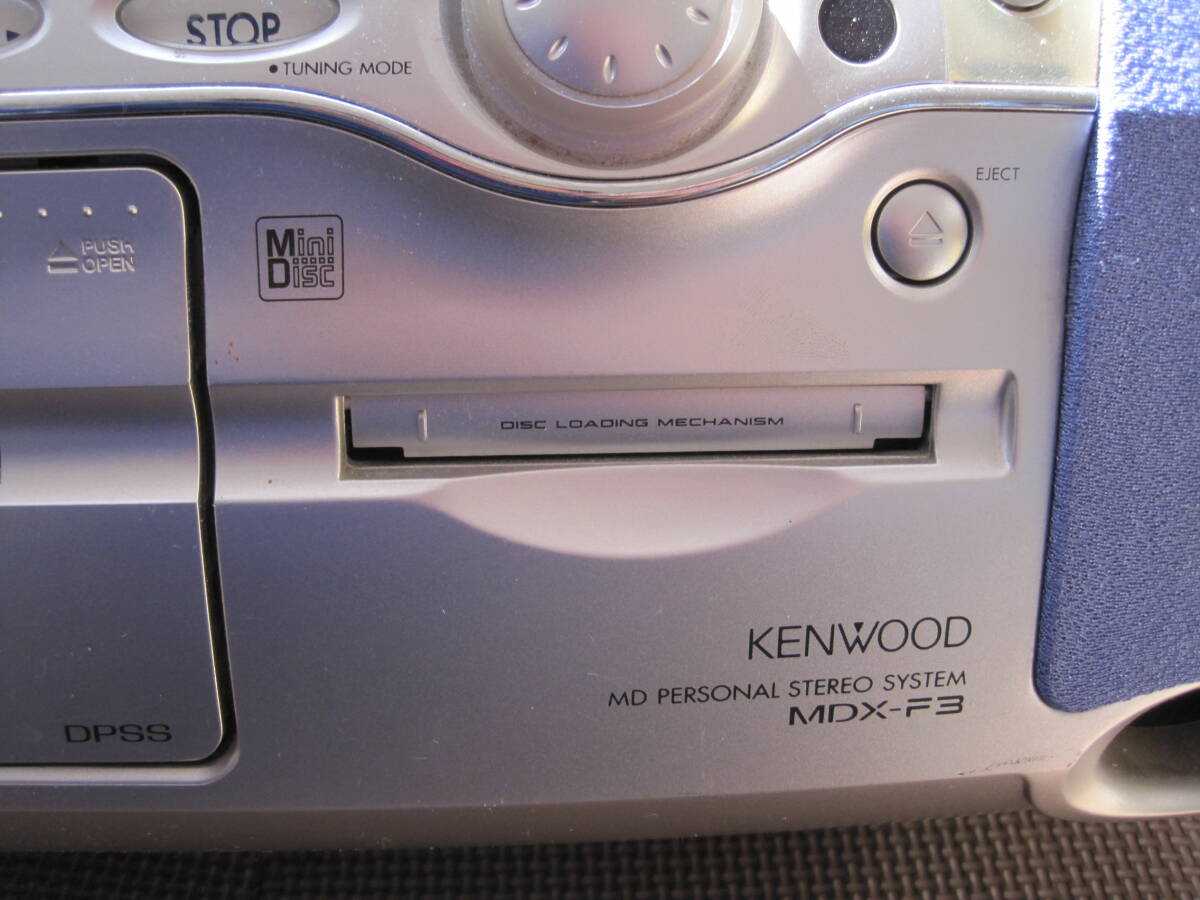 STOP
• TUNING MODE
EJECT
PUSH
OPEN
Mini
Disc
DISC LOADING MECHANISM
KENWOOD
MD PERSONAL STEREO SYSTEM
MDX-F3
DPSS